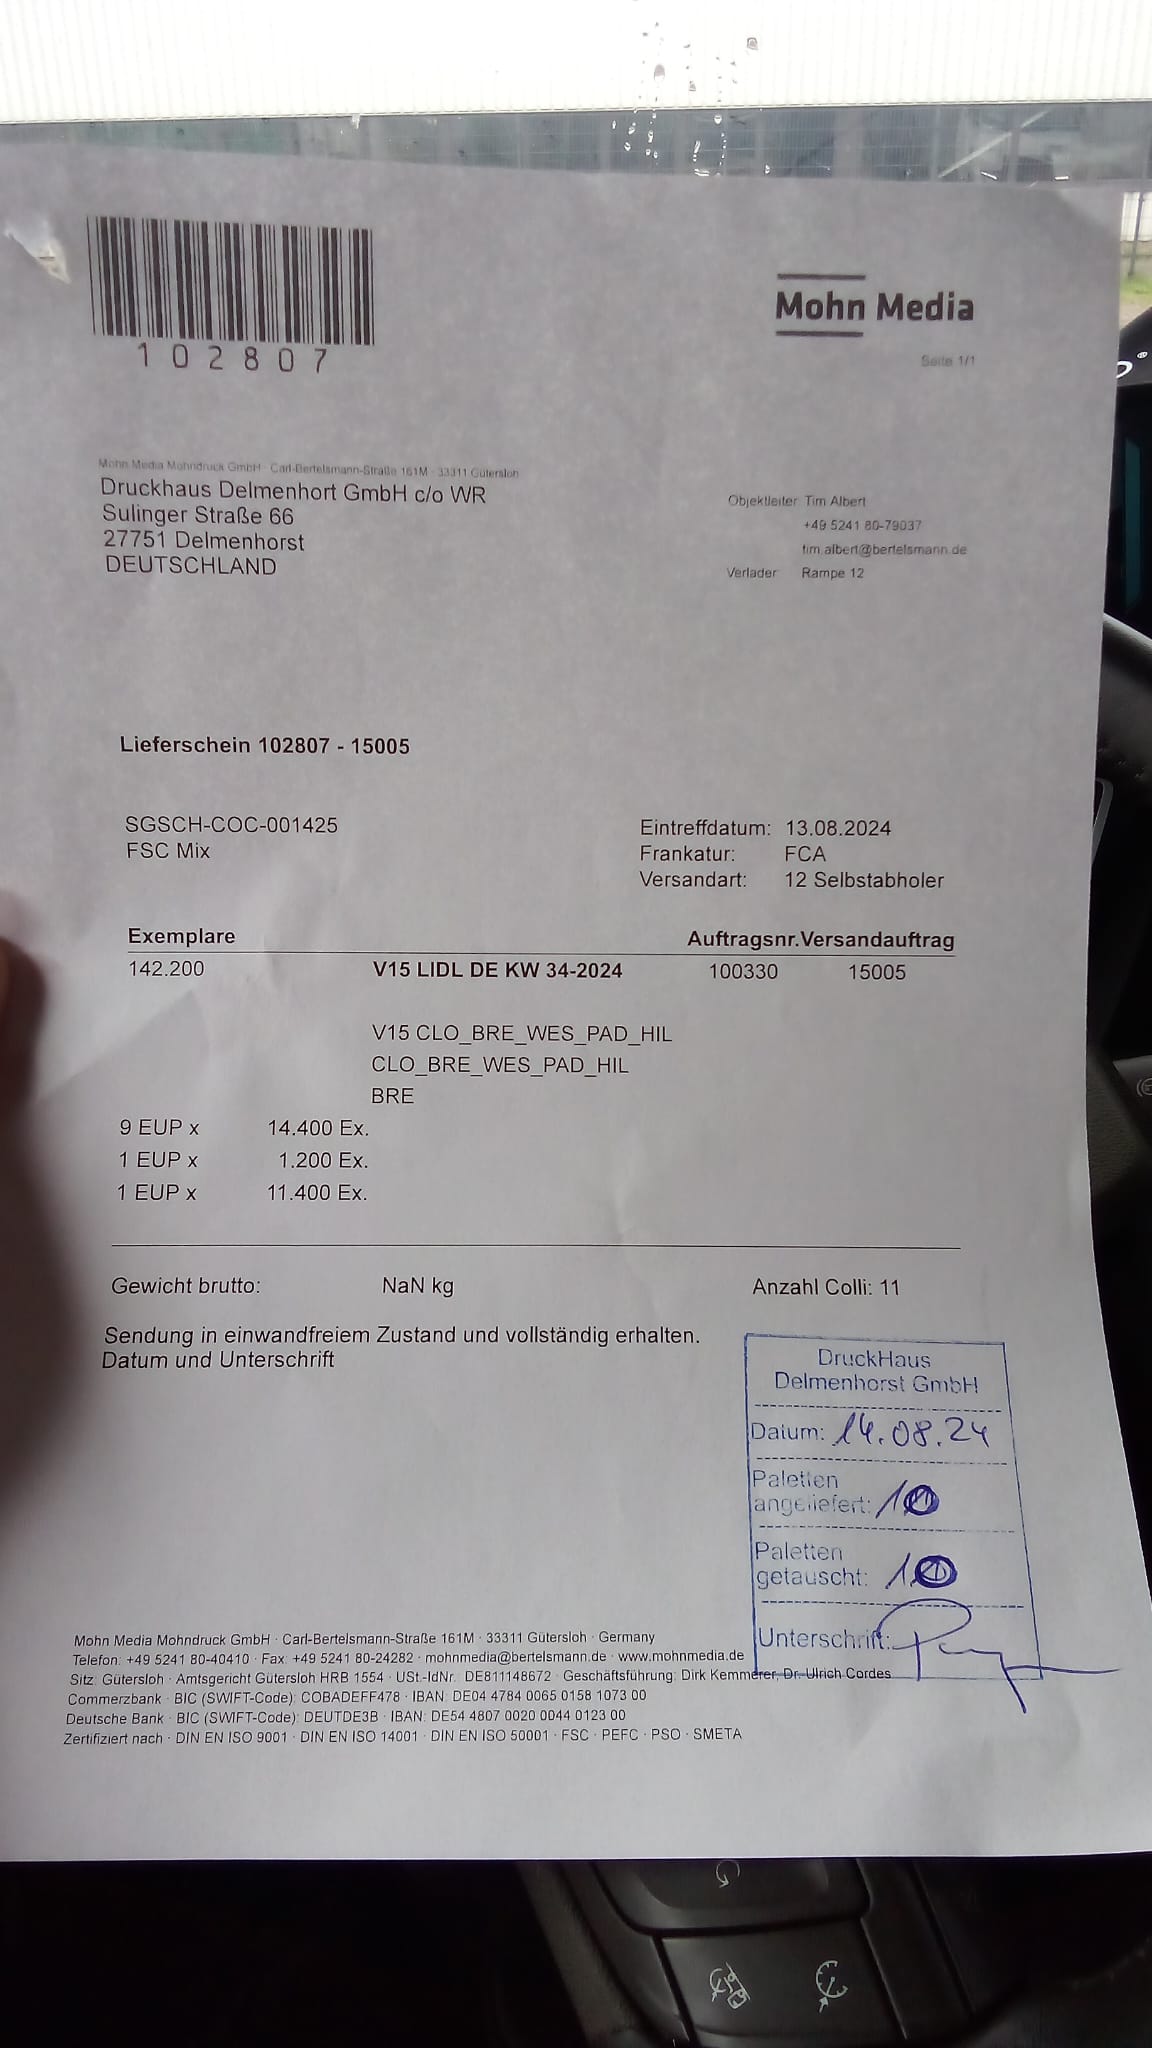 102807
Mohn Media
Seite 1/1
Mohn Media Mohndruck GmbH · Carl-Bertelsmann-Straße 161M · 33311 Gütersloh
Druckhaus Delmenhort GmbH c/o WR
Sulinger Straße 66
27751 Delmenhorst
DEUTSCHLAND
Objektleiter Tim Albert
+49 5241 80-79037
tim.albert@bertelsmann.de
Verlader Rampe 12
Lieferschein 102807 - 15005
SGSCH-COC-001425
FSC Mix
Eintreffdatum: 13.08.2024
Frankatur: FCA
Versandart: 12 Selbstabholer
Exemplare Auftragsnr. Versandauftrag
142.200 V15 LIDL DE KW 34-2024 100330 15005
V15 CLO_BRE_WES_PAD_HIL
CLO_BRE_WES_PAD_HIL
BRE
9 EUP x 14.400 Ex.
1 EUP x 1.200 Ex.
1 EUP x 11.400 Ex.
Gewicht brutto: NaN kg Anzahl Colli: 11
Sendung in einwandfreiem Zustand und vollständig erhalten.
Datum und Unterschrift
DruckHaus
Delmenhorst GmbH
Datum: 14.08.24
Paletten
angeliefert:
Paletten
getauscht:
Unterschrift:
Mohn Media Mohndruck GmbH · Carl-Bertelsmann-Straße 161M · 33311 Gütersloh · Germany
Telefon: +49 5241 80-40410 · Fax: +49 5241 80-24282 · mohnmedia@bertelsmann.de · www.mohnmedia.de
Sitz: Gütersloh · Amtsgericht Gütersloh HRB 1554 · USt.-IdNr.: DE811148672 · Geschäftsführung: Dirk Kemmerer, Dr. Ulrich Cordes
Commerzbank · BIC (SWIFT-Code): COBADEFF478 · IBAN: DE04 4784 0065 0158 1073 00
Deutsche Bank · BIC (SWIFT-Code): DEUTDE3B · IBAN: DE54 4807 0020 0044 0123 00
Zertifiziert nach · DIN EN ISO 9001 · DIN EN ISO 14001 · DIN EN ISO 50001 · FSC · PEFC · PSO · SMETA